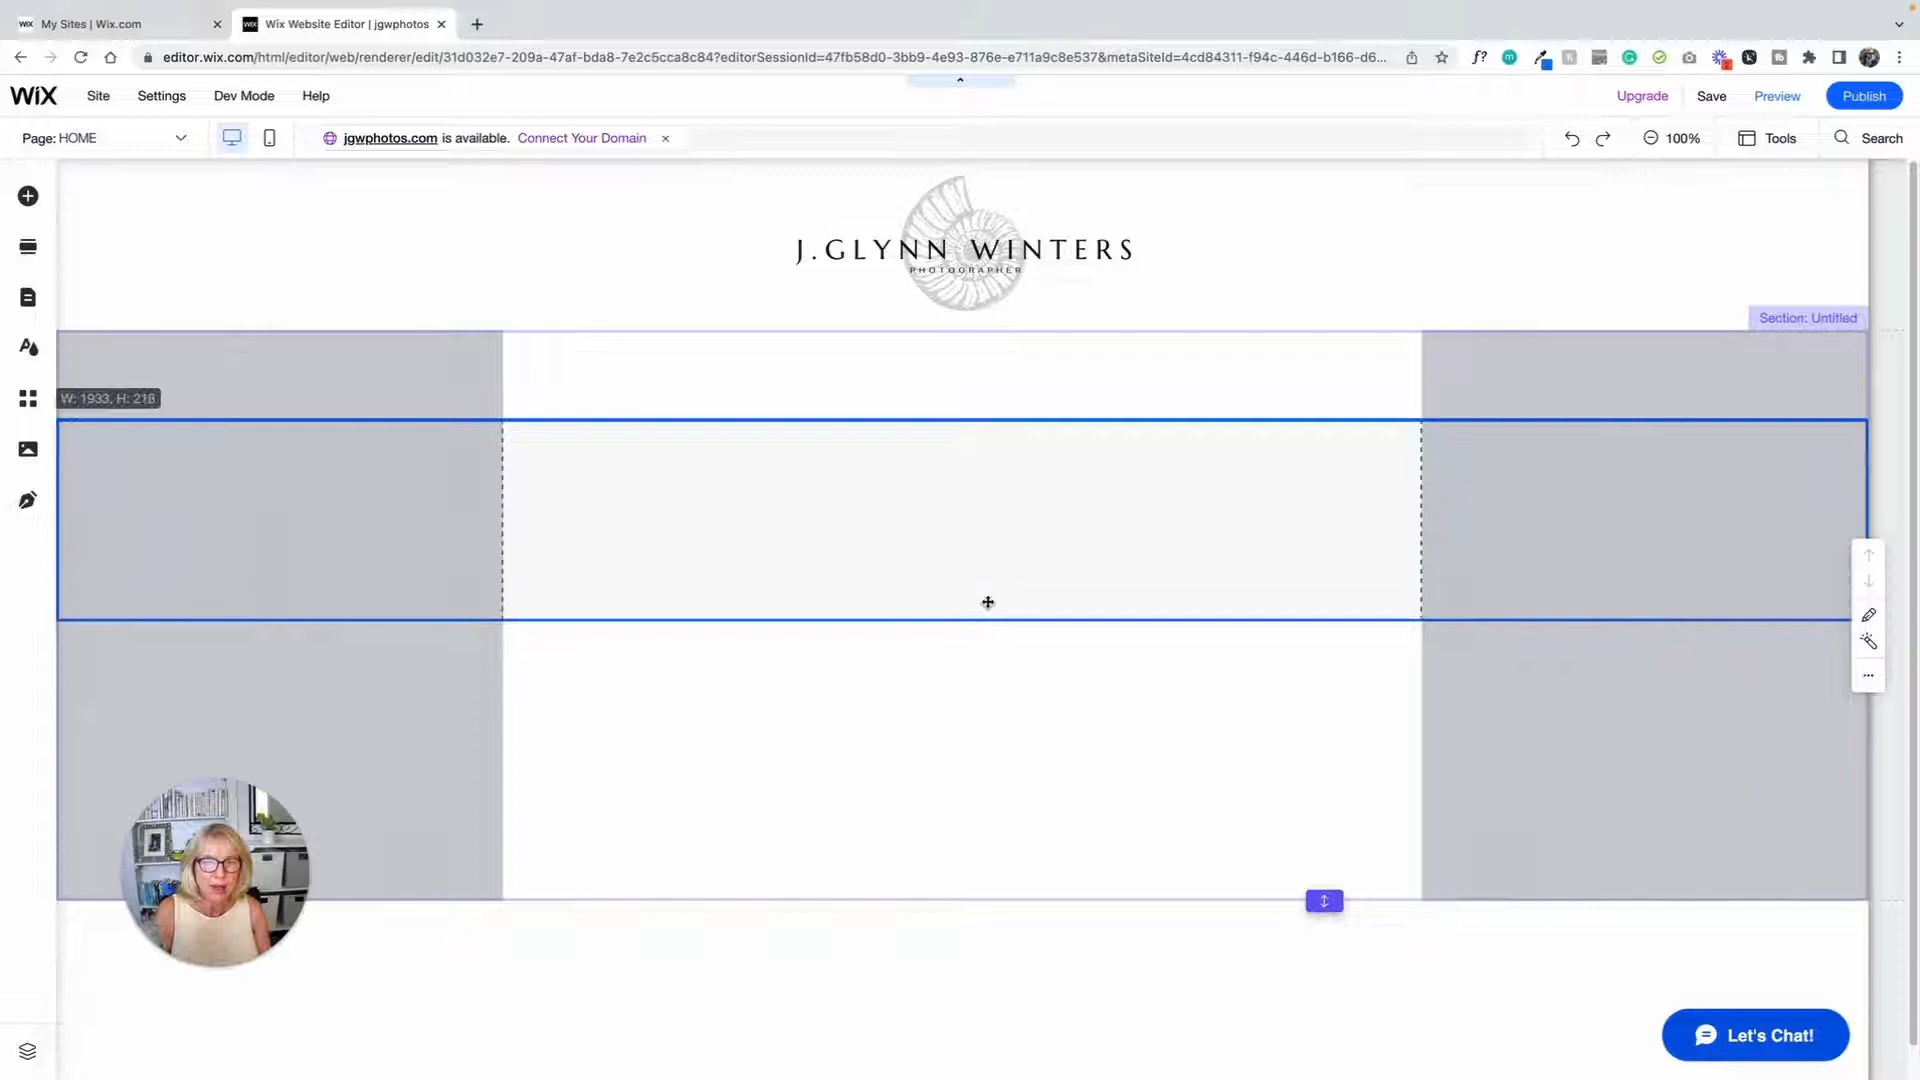 WiX My Sites | Wix.com
WiX Wix Website Editor | jgwphotos
editor.wix.com/html/editor/web/renderer/edit/31d032e7-209a-47af-bda8-7e2c5cca8c84?editorSessionId=47fb58d0-3bb9-4e93-876e-e711a9c8e537&metaSiteId=4cd84311-f94c-446d-b166-d6...
f?
m
2
WiX Site Settings Dev Mode Help Upgrade Save Preview Publish
Page: HOME jgwphotos.com is available. Connect Your Domain 100% Tools Search
J.GLYNN WINTERS
PHOTOGRAPHER
Section: Untitled
W: 1933, H:
Let's Chat!